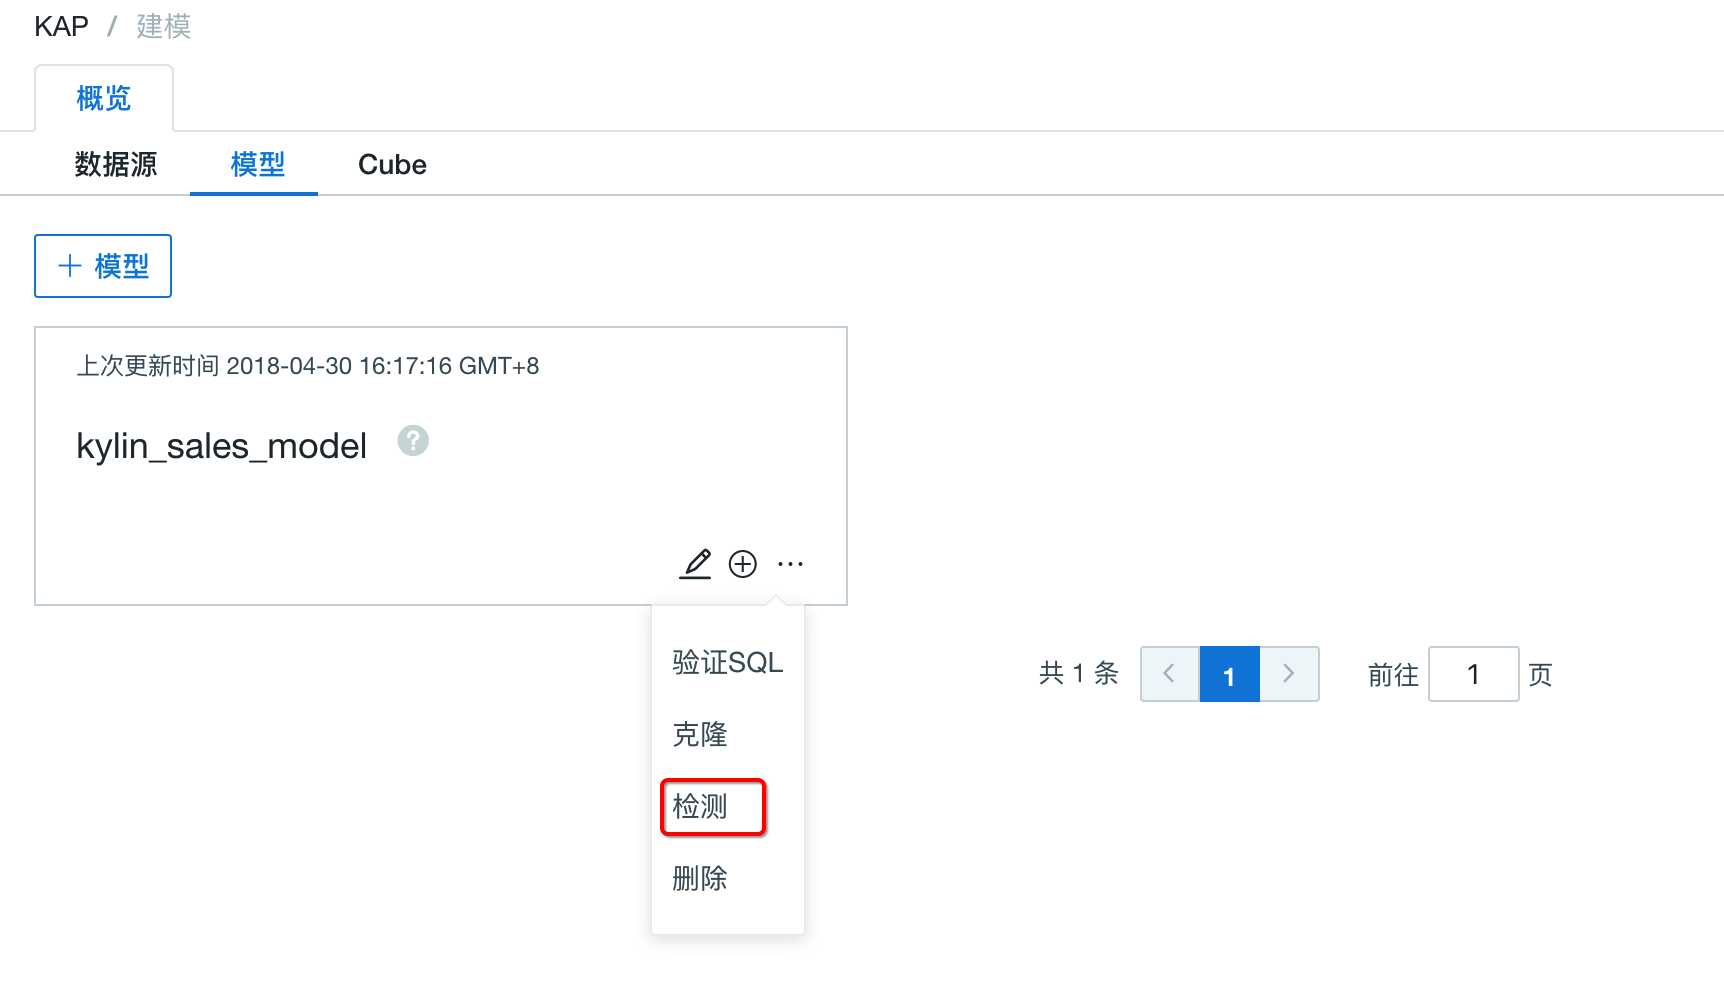 KAP / 建模
概览
数据源 模型 Cube
+ 模型
上次更新时间 2018-04-30 16:17:16 GMT+8
kylin_sales_model ?
验证SQL
克隆
检测
删除
共 1 条 < 1 > 前往 1 页